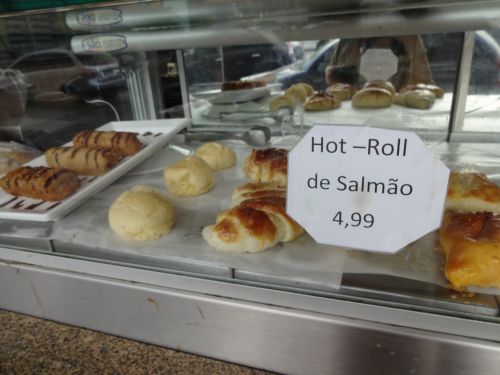 Hot –Roll
de Salmão
4,99